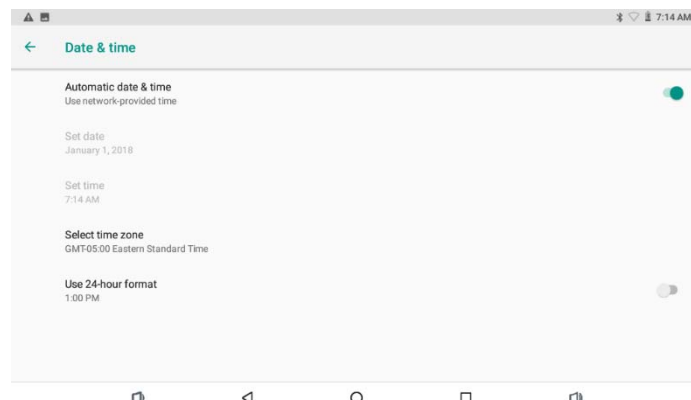 7:14 AM
Date & time
Automatic date & time
Use network-provided time
Set date
January 1, 2018
Set time
7:14 AM
Select time zone
GMT-05:00 Eastern Standard Time
Use 24-hour format
1:00 PM